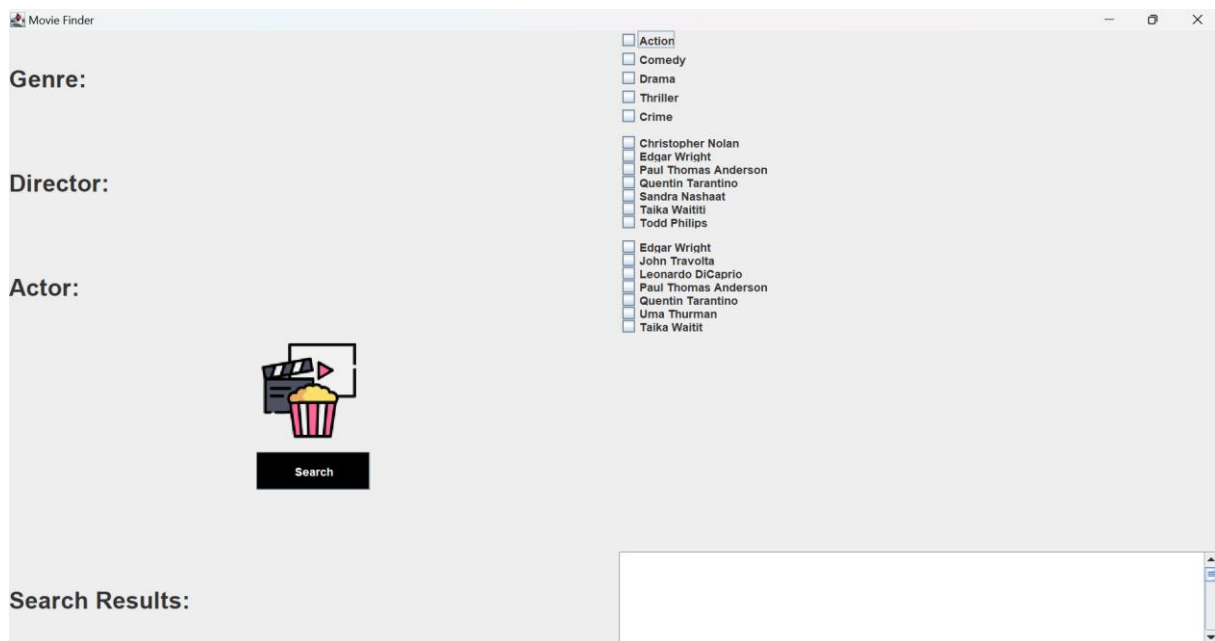 Movie Finder
Genre:
Action
Comedy
Drama
Thriller
Crime
Director:
Christopher Nolan
Edgar Wright
Paul Thomas Anderson
Quentin Tarantino
Sandra Nashaat
Taika Waititi
Todd Philips
Actor:
Edgar Wright
John Travolta
Leonardo DiCaprio
Paul Thomas Anderson
Quentin Tarantino
Uma Thurman
Taika Waitit
Search
Search Results: